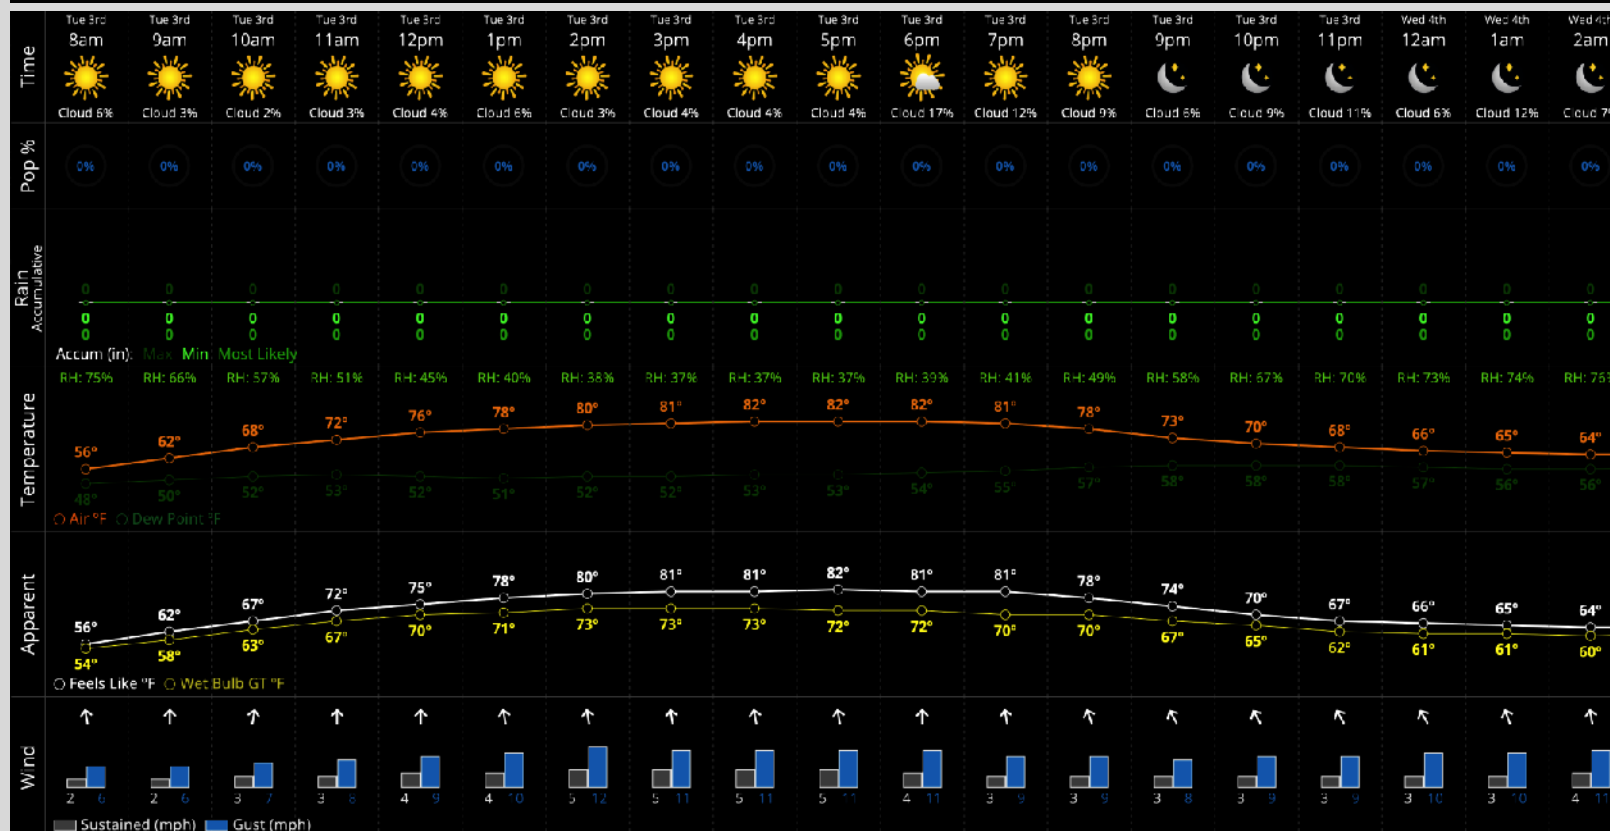 Tue 3rd Tue 3rd Tue 3rd Tue 3rd Tue 3rd Tue 3rd Tue 3rd Tue 3rd Tue 3rd Tue 3rd Tue 3rd Tue 3rd Tue 3rd Tue 3rd Tue 3rd Tue 3rd Wed 4th Wed 4th Wed 4th
Time
8am 9am 10am 11am 12pm 1pm 2pm 3pm 4pm 5pm 6pm 7pm 8pm 9pm 10pm 11pm 12am 1am 2am
Cloud 6% Cloud 3% Cloud 2% Cloud 3% Cloud 4% Cloud 6% Cloud 3% Cloud 4% Cloud 4% Cloud 4% Cloud 17% Cloud 12% Cloud 9% Cloud 6% Cloud 9% Cloud 11% Cloud 6% Cloud 12% Cloud 7%
Pop %
0% 0% 0% 0% 0% 0% 0% 0% 0% 0% 0% 0% 0% 0% 0% 0% 0% 0% 0%
Rain
Accumulative
0 0 0 0 0 0 0 0 0 0 0 0 0 0 0 0 0 0 0
0 0 0 0 0 0 0 0 0 0 0 0 0 0 0 0 0 0 0
0 0 0 0 0 0 0 0 0 0 0 0 0 0 0 0 0 0 0
Accum (in): Max Min Most Likely
Temperature
RH: 75% RH: 66% RH: 57% RH: 51% RH: 45% RH: 40% RH: 38% RH: 37% RH: 37% RH: 37% RH: 39% RH: 41% RH: 49% RH: 58% RH: 67% RH: 70% RH: 73% RH: 74% RH: 76%
56° 62° 68° 72° 76° 78° 80° 81° 82° 82° 82° 81° 78° 73° 70° 68° 66° 65° 64°
48° 50° 52° 53° 52° 51° 52° 52° 53° 53° 54° 55° 57° 58° 58° 58° 57° 56° 56°
Air °F Dew Point °F
Apparent
56° 62° 67° 72° 75° 78° 80° 81° 81° 82° 81° 81° 78° 74° 70° 67° 66° 65° 64°
54° 58° 63° 67° 70° 71° 73° 73° 73° 72° 72° 70° 70° 67° 65° 62° 61° 61° 60°
Feels Like °F Wet Bulb GT °F
Wind
2 6 2 6 3 7 3 8 4 9 4 10 5 12 5 11 5 11 5 11 4 11 3 9 3 9 3 8 3 9 3 9 3 10 3 10 4 11
Sustained (mph) Gust (mph)